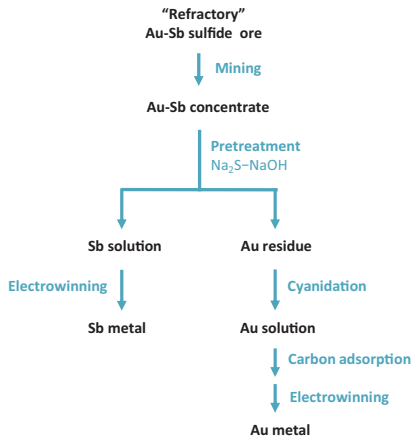 “Refractory”
Au-Sb sulfide ore
Mining
Au-Sb concentrate
Pretreatment
Na₂S−NaOH
Sb solution
Au residue
Electrowinning
Cyanidation
Sb metal
Au solution
Carbon adsorption
Electrowinning
Au metal